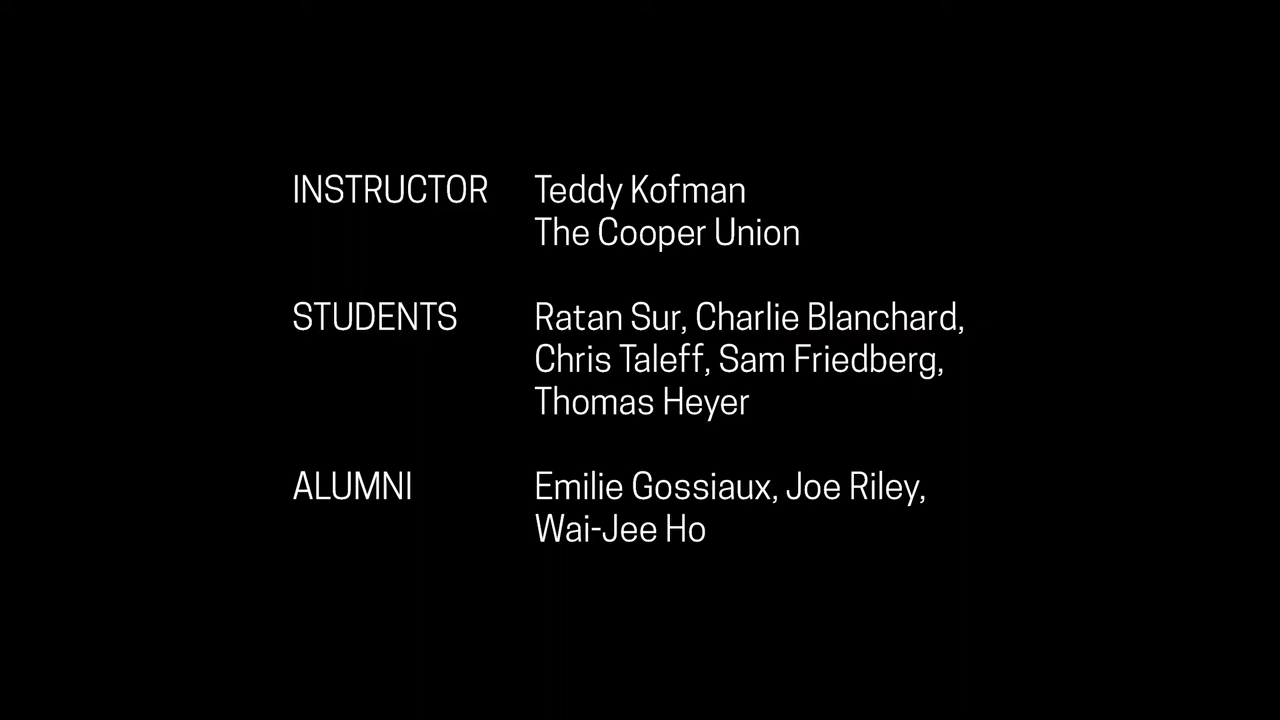 INSTRUCTOR Teddy Kofman
The Cooper Union
STUDENTS Ratan Sur, Charlie Blanchard,
Chris Taleff, Sam Friedberg,
Thomas Heyer
ALUMNI Emilie Gossiaux, Joe Riley,
Wai-Jee Ho